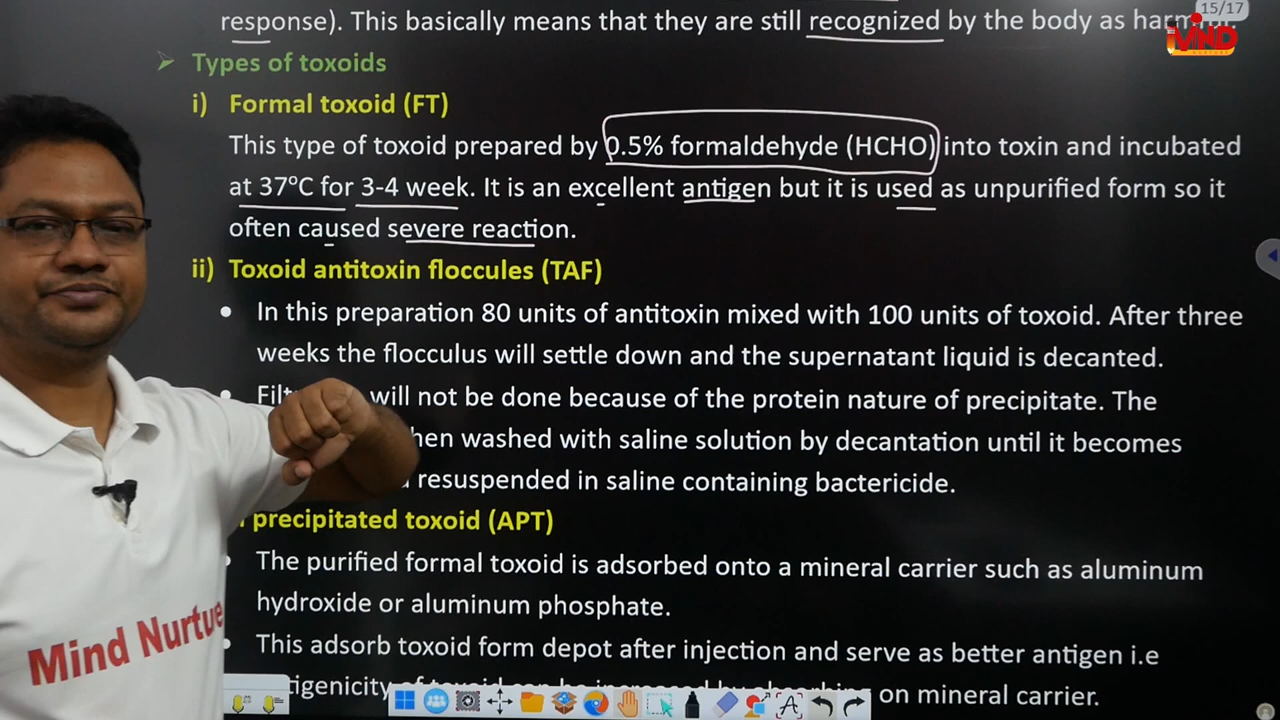 response). This basically means that they are still recognized by the body as
15/17
MIND
Types of toxoids
i) Formal toxoid (FT)
This type of toxoid prepared by 0.5% formaldehyde (HCHO) into toxin and incubated
at 37°C for 3-4 week. It is an excellent antigen but it is used as unpurified form so it
often caused severe reaction.
ii) Toxoid antitoxin floccules (TAF)
In this preparation 80 units of antitoxin mixed with 100 units of toxoid. After three
weeks the flocculus will settle down and the supernatant liquid is decanted.
will not be done because of the protein nature of precipitate. The
washed with saline solution by decantation until it becomes
resuspended in saline containing bactericide.
precipitated toxoid (APT)
The purified formal toxoid is adsorbed onto a mineral carrier such as aluminum
hydroxide or aluminum phosphate.
This adsorb toxoid form depot after injection and serve as better antigen i.e
on mineral carrier.
Mind Nurtue